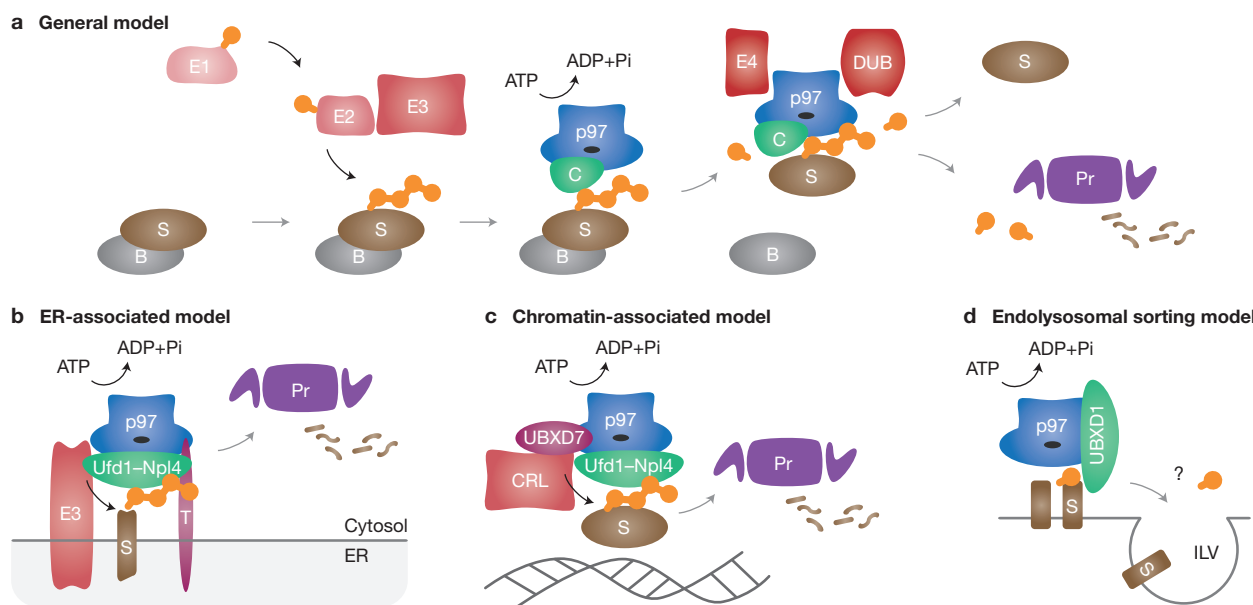 a General model
E1
E2
E3
S
B
S
B
ATP
ADP+Pi
p97
C
S
B
E4
DUB
p97
C
S
B
S
Pr
b ER-associated model
ATP
ADP+Pi
p97
Ufd1–Npl4
E3
S
T
Cytosol
ER
Pr
c Chromatin-associated model
ATP
ADP+Pi
p97
UBXD7
Ufd1–Npl4
CRL
S
Pr
d Endolysosomal sorting model
ATP
ADP+Pi
p97
UBXD1
S
?
ILV
S